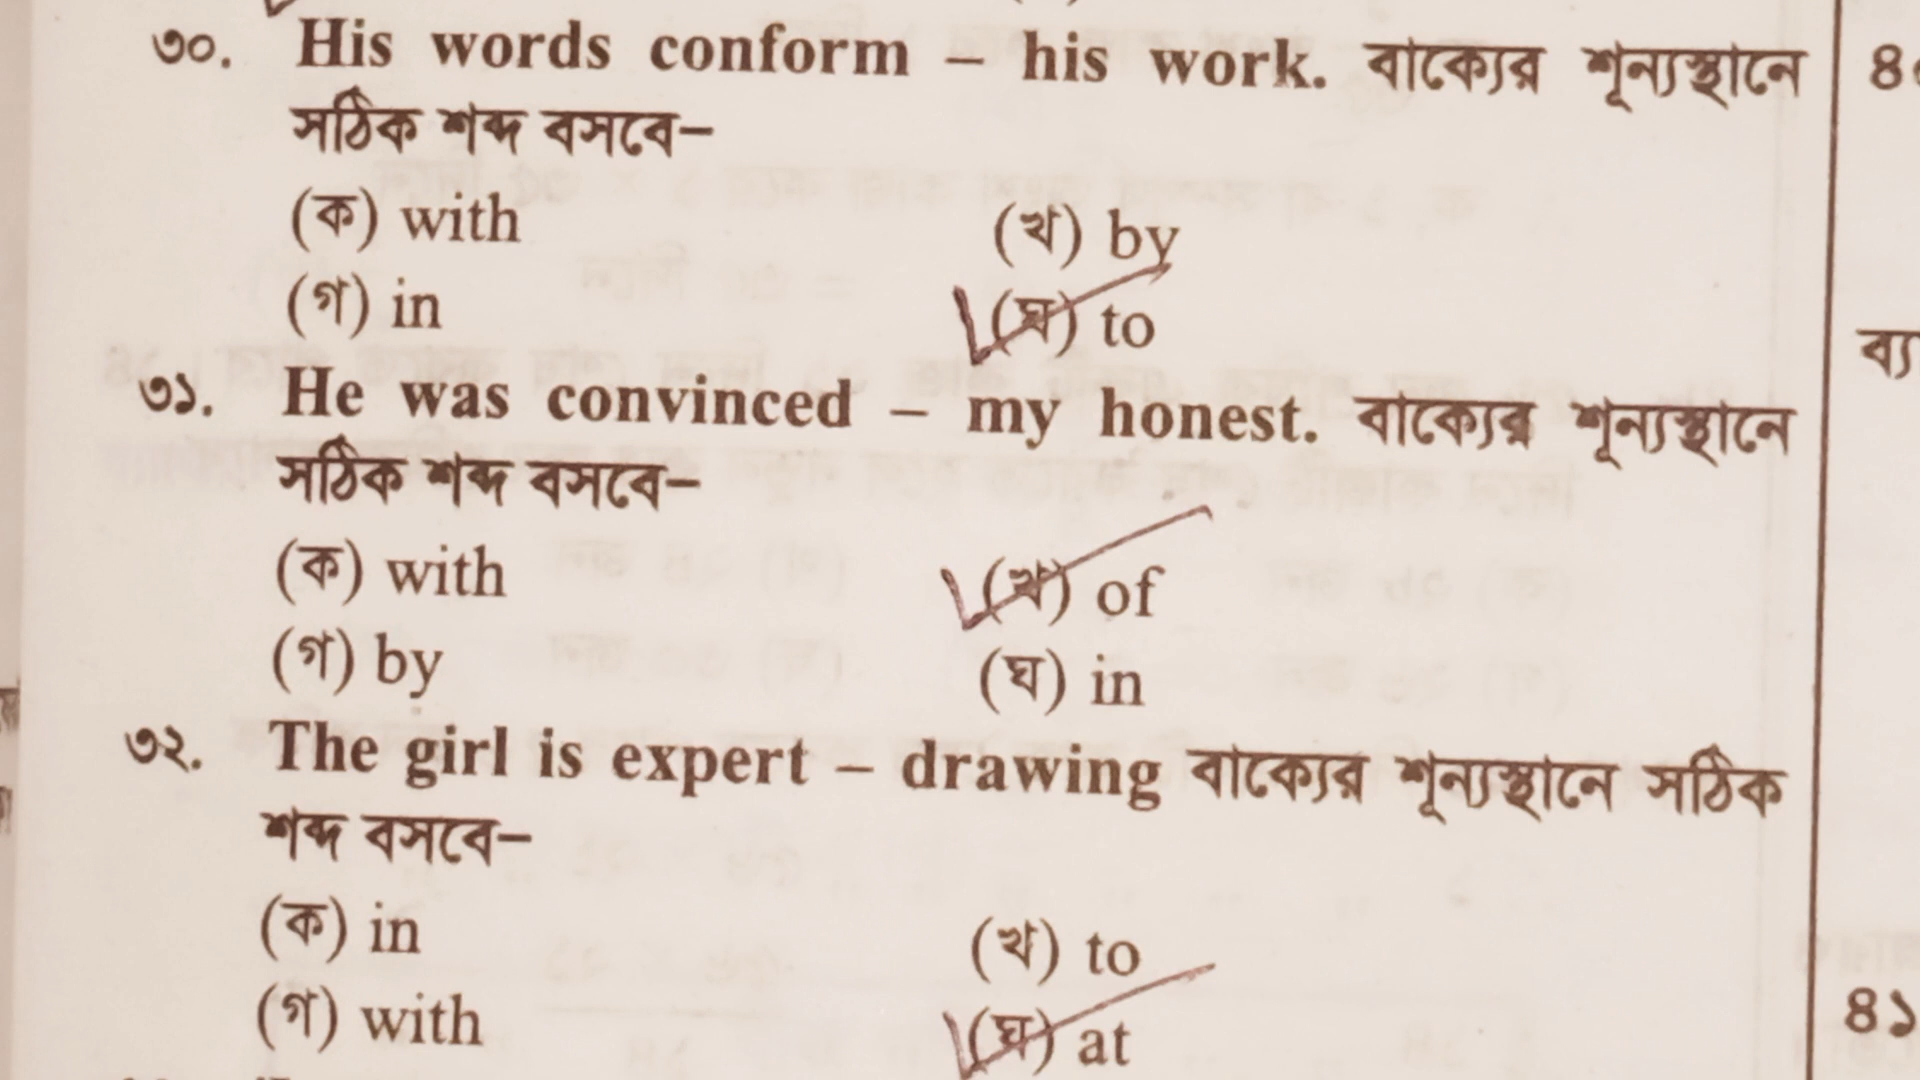 ৩০. His words conform – his work. বাক্যের শূন্যস্থানে
সঠিক শব্দ বসবে–
(ক) with (খ) by
(গ) in (ঘ) to
৩১. He was convinced – my honest. বাক্যের শূন্যস্থানে
সঠিক শব্দ বসবে–
(ক) with (খ) of
(গ) by (ঘ) in
৩২. The girl is expert – drawing বাক্যের শূন্যস্থানে সঠিক
শব্দ বসবে–
(ক) in (খ) to
(গ) with (ঘ) at
৪১